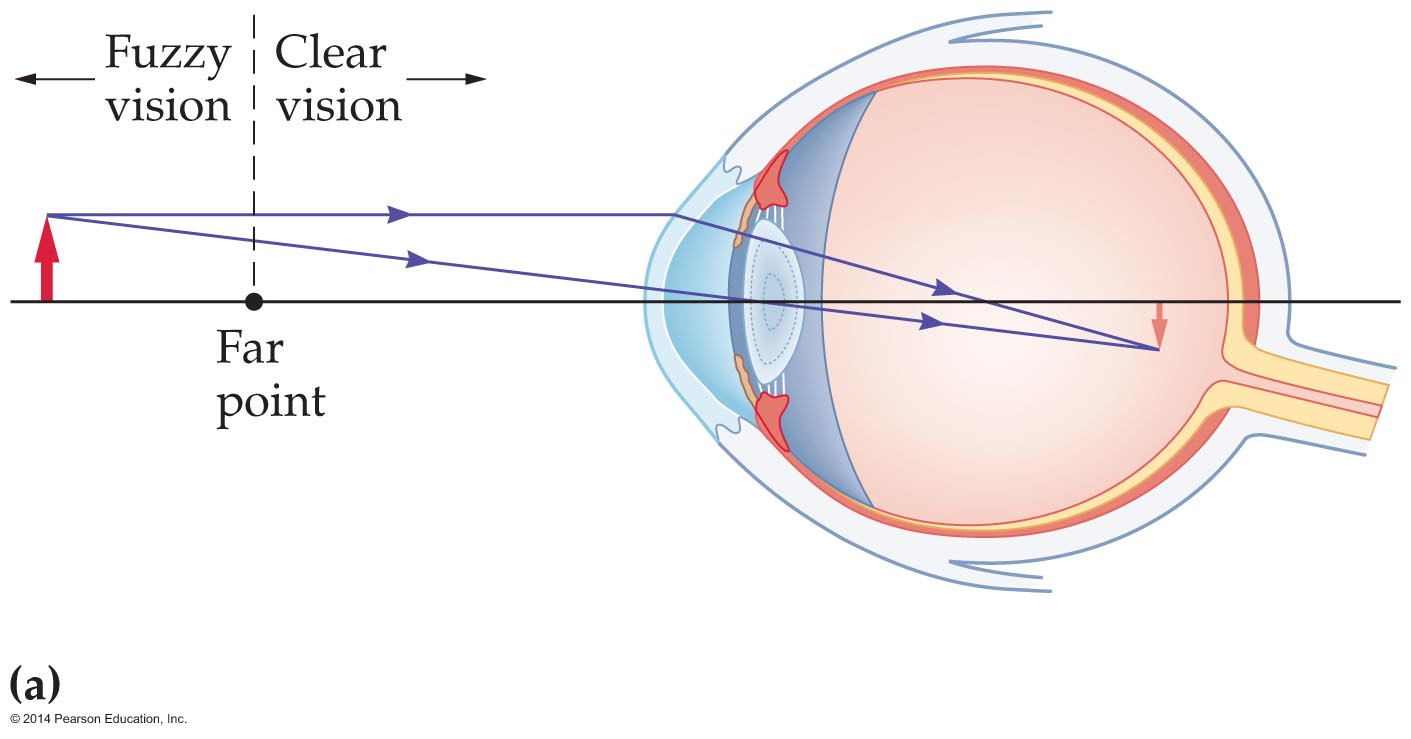 Fuzzy
vision
Clear
vision
Far
point
(a)
© 2014 Pearson Education, Inc.